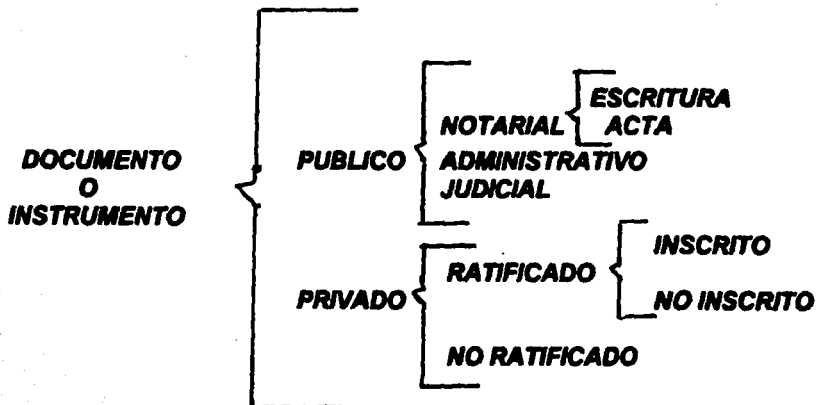 DOCUMENTO
O
INSTRUMENTO
PUBLICO
NOTARIAL
ESCRITURA
ACTA
ADMINISTRATIVO
JUDICIAL
PRIVADO
RATIFICADO
INSCRITO
NO INSCRITO
NO RATIFICADO